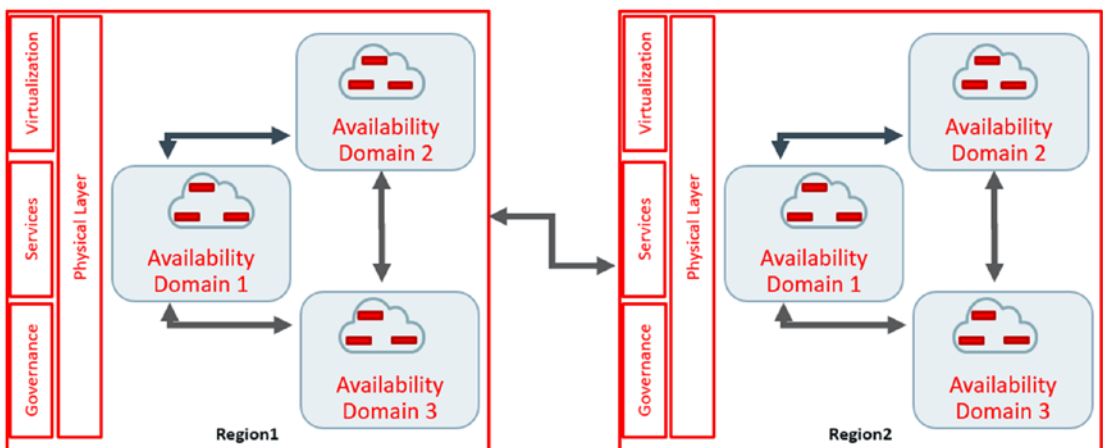 Virtualization
Services
Governance
Physical Layer
Availability
Domain 2
Availability
Domain 1
Availability
Domain 3
Region1
Virtualization
Services
Governance
Physical Layer
Availability
Domain 2
Availability
Domain 1
Availability
Domain 3
Region2